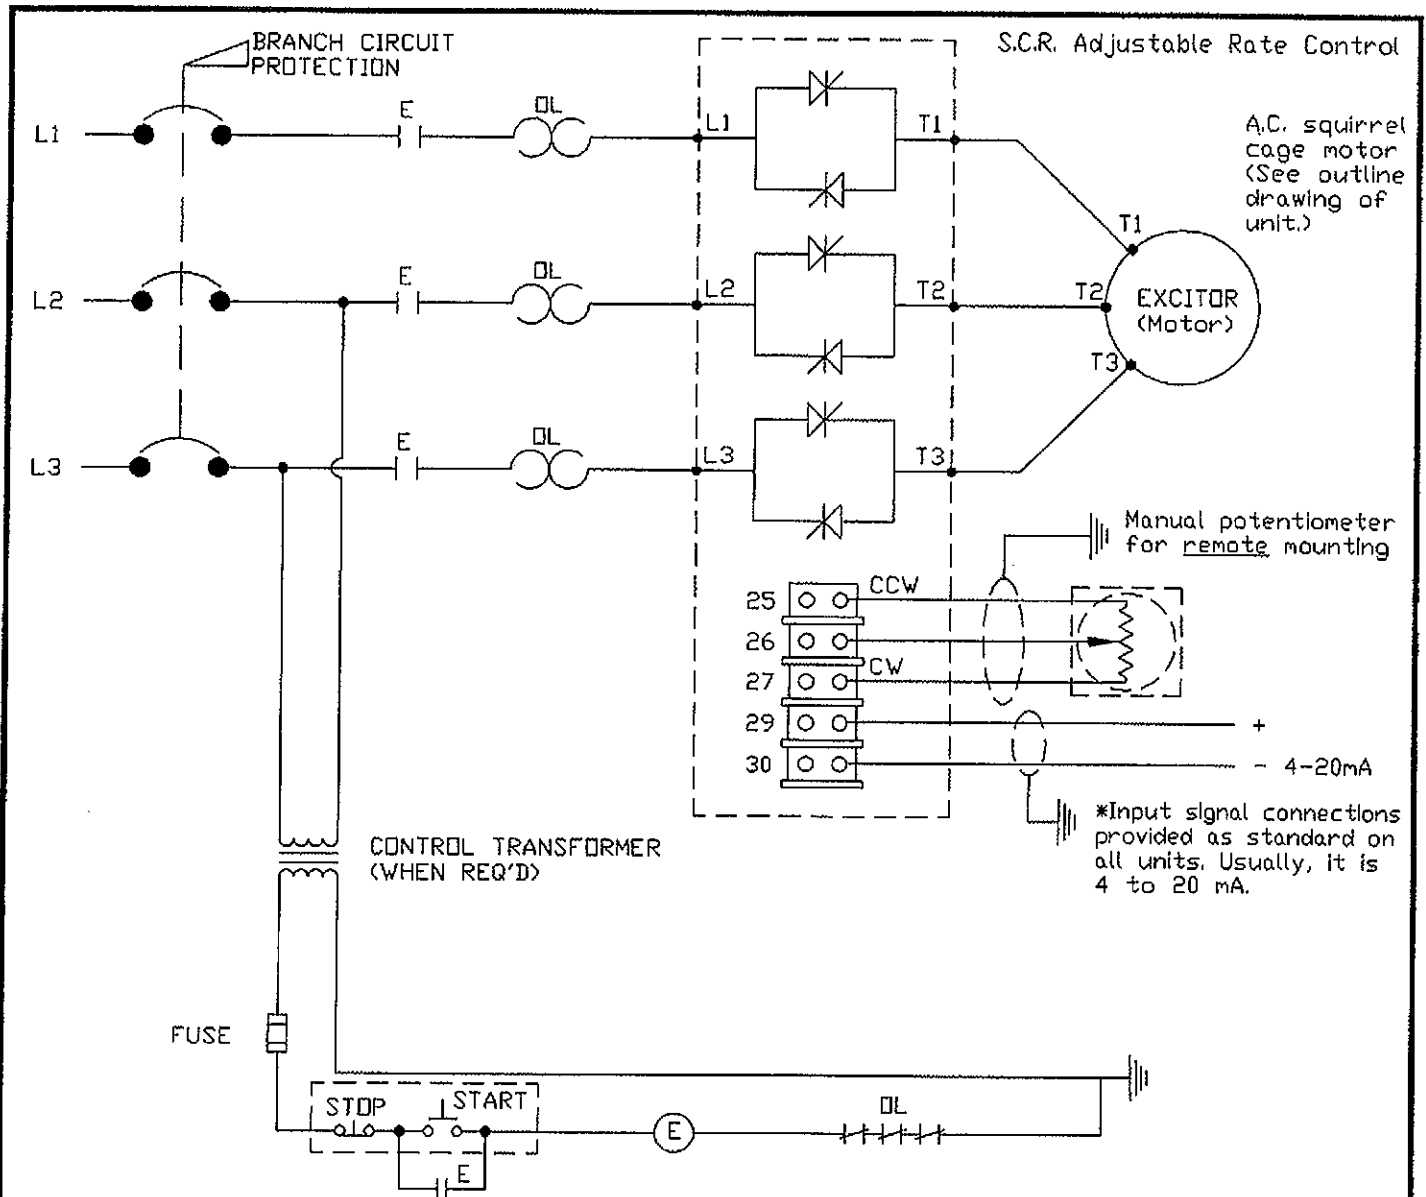 BRANCH CIRCUIT
PROTECTION
S.C.R. Adjustable Rate Control
A.C. squirrel
cage motor
(See outline
drawing of
unit.)
L1
E
OL
L1
T1
T1
L2
E
OL
L2
T2
T2
EXCITOR
(Motor)
T3
L3
E
OL
L3
T3
Manual potentiometer
for remote mounting
25
CCW
26
27
CW
29
+
30
- 4-20mA
*Input signal connections
provided as standard on
all units. Usually, it is
4 to 20 mA.
CONTROL TRANSFORMER
(WHEN REQ'D)
FUSE
STOP
START
E
OL
E